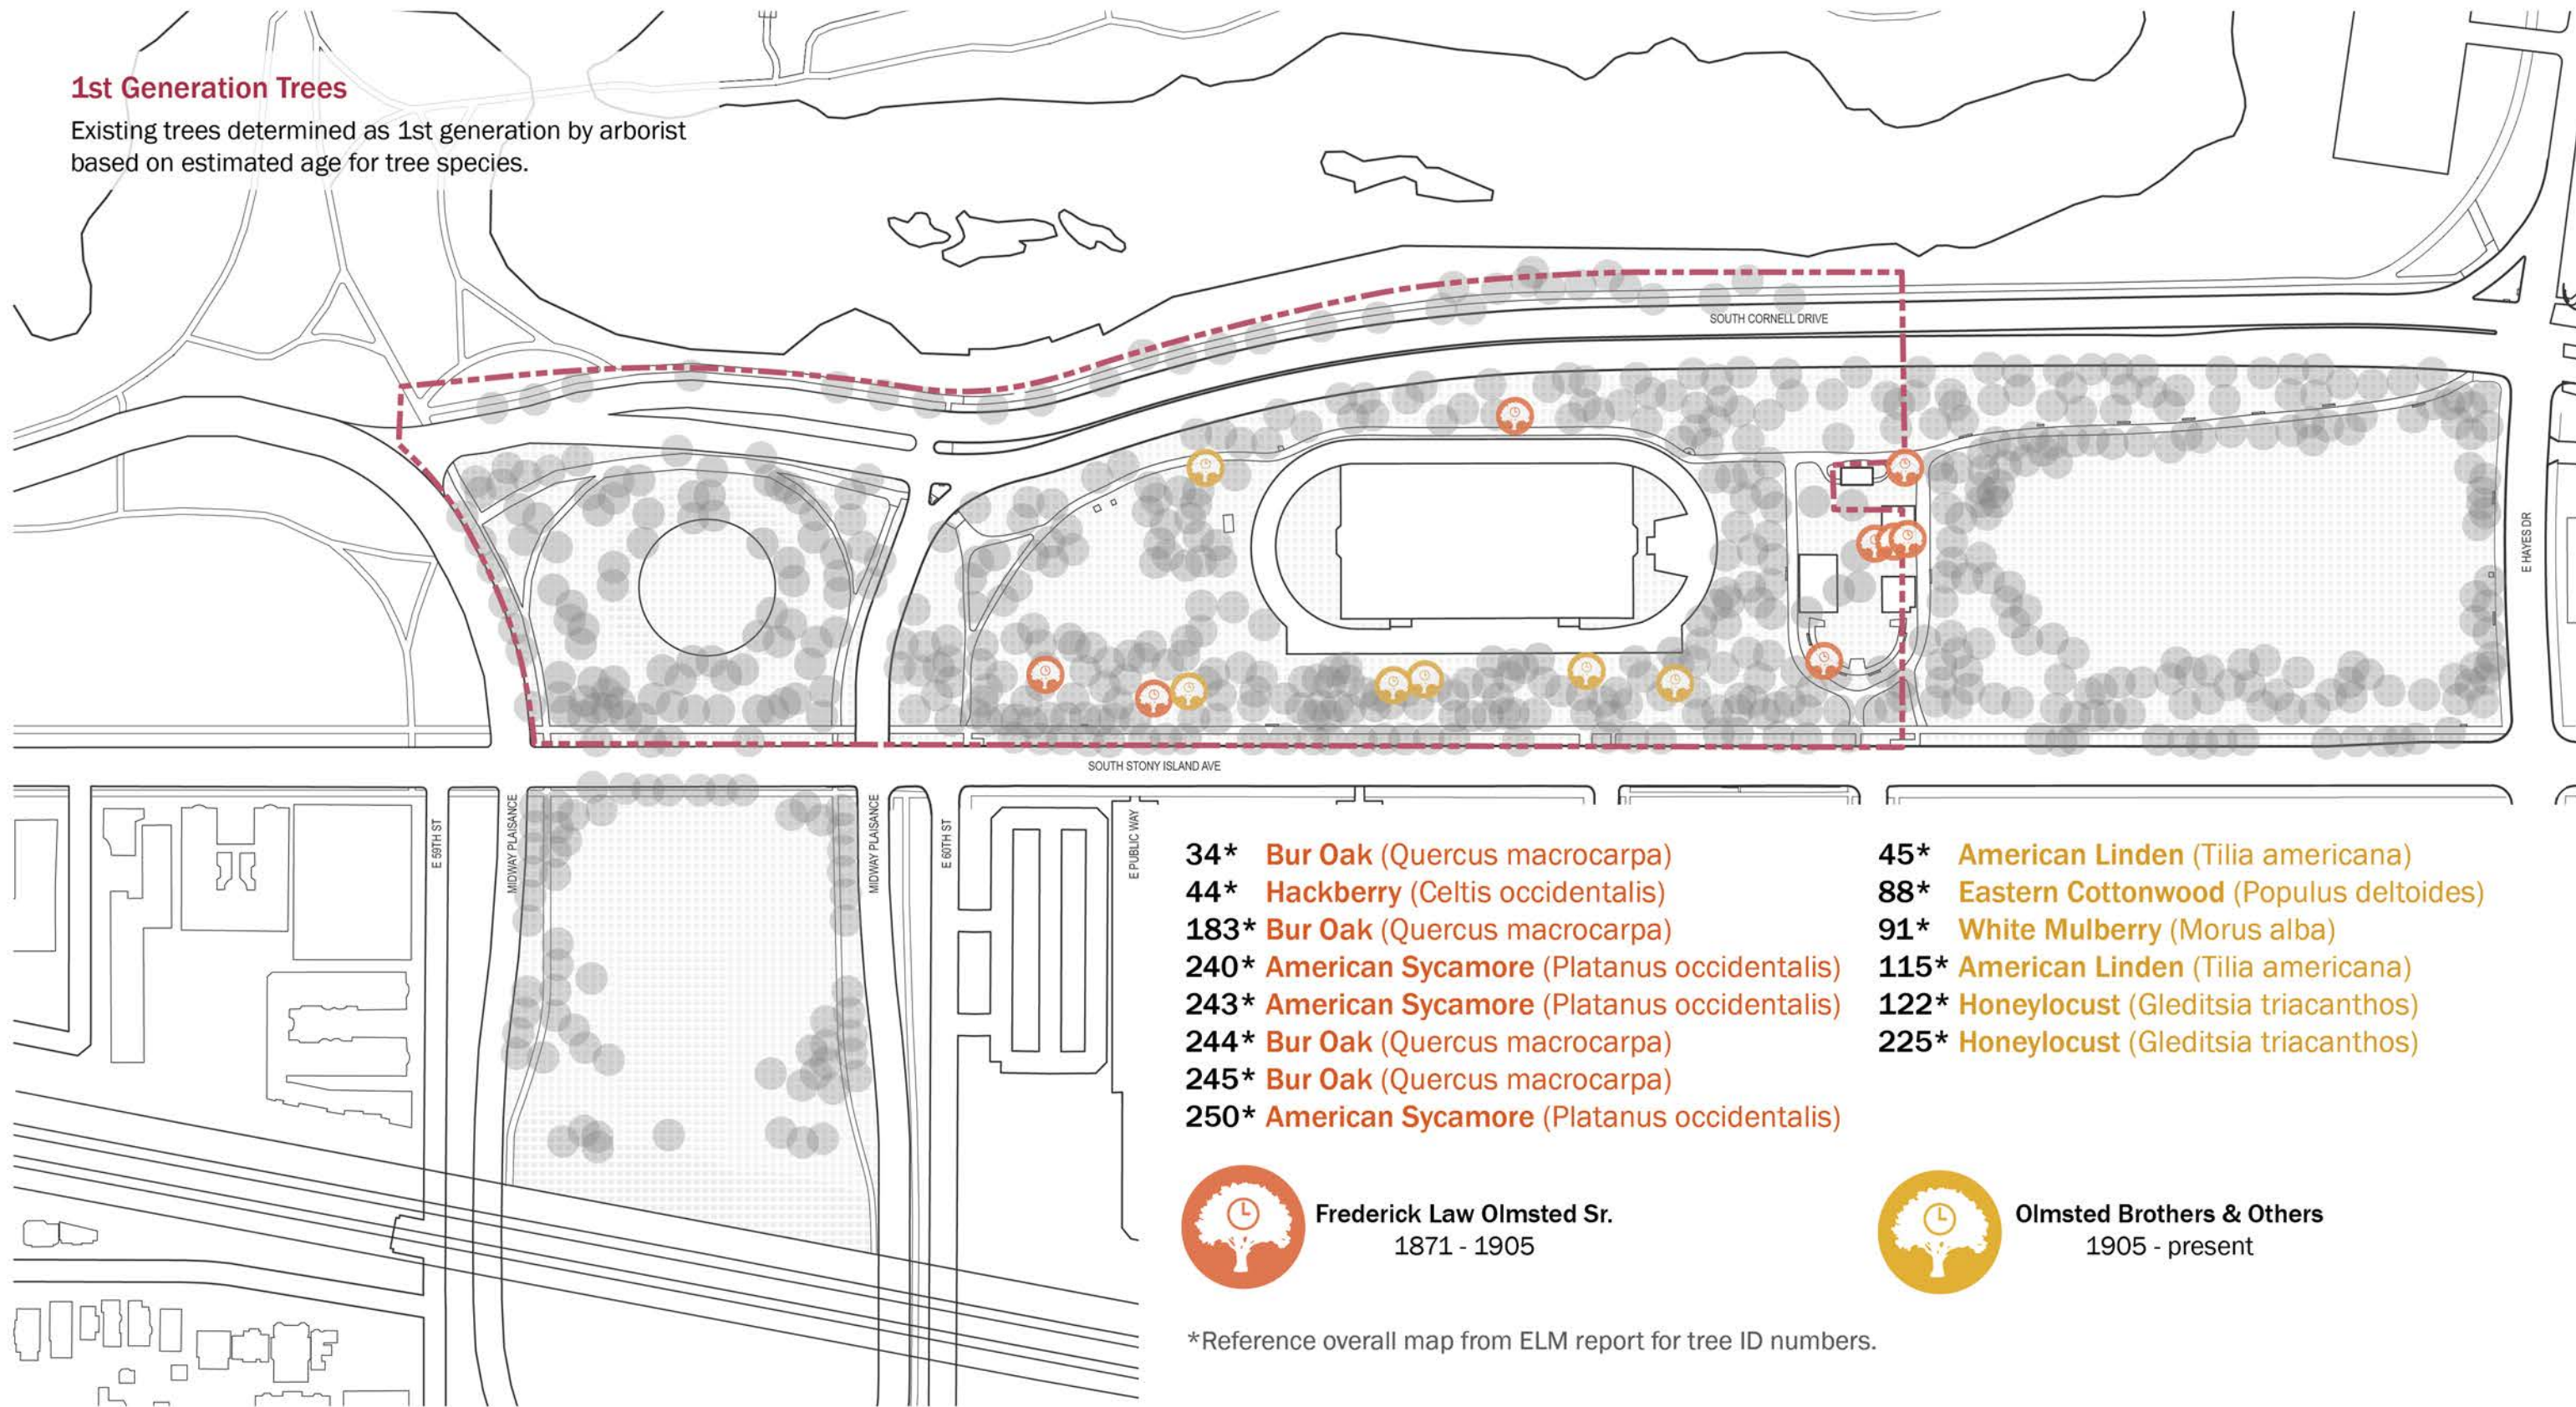 1st Generation Trees
Existing trees determined as 1st generation by arborist
based on estimated age for tree species.
SOUTH CORNELL DRIVE
E HAYES DR
SOUTH STONY ISLAND AVE
E 59TH ST
MIDWAY PLAISANCE
MIDWAY PLAISANCE
E 60TH ST
E PUBLIC WAY
34* Bur Oak (Quercus macrocarpa)
44* Hackberry (Celtis occidentalis)
183* Bur Oak (Quercus macrocarpa)
240* American Sycamore (Platanus occidentalis)
243* American Sycamore (Platanus occidentalis)
244* Bur Oak (Quercus macrocarpa)
245* Bur Oak (Quercus macrocarpa)
250* American Sycamore (Platanus occidentalis)
45* American Linden (Tilia americana)
88* Eastern Cottonwood (Populus deltoides)
91* White Mulberry (Morus alba)
115* American Linden (Tilia americana)
122* Honeylocust (Gleditsia triacanthos)
225* Honeylocust (Gleditsia triacanthos)
Frederick Law Olmsted Sr.
1871 - 1905
Olmsted Brothers & Others
1905 - present
*Reference overall map from ELM report for tree ID numbers.